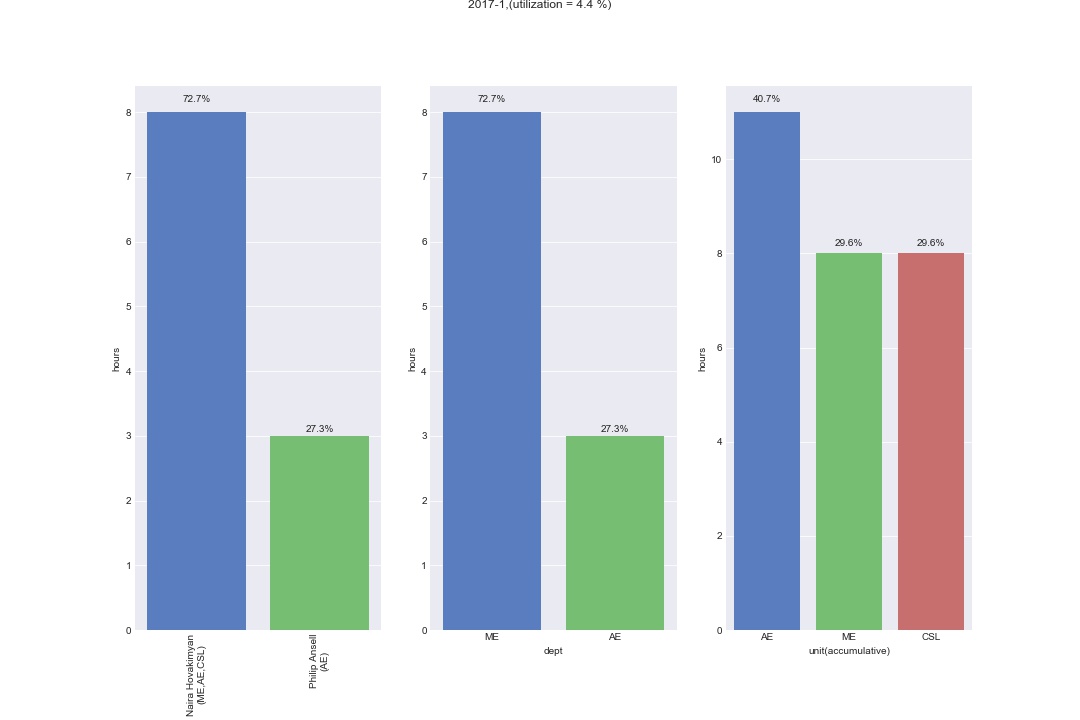 2017-1,(utilization = 4.4 %)
72.7%
27.3%
8
7
6
5
4
3
2
1
0
hours
Naira Hovakimyan
(ME,AE,CSL)
Philip Ansell
(AE)
72.7%
27.3%
8
7
6
5
4
3
2
1
0
hours
ME
AE
dept
40.7%
29.6%
29.6%
10
8
6
4
2
0
hours
AE
ME
CSL
unit(accumulative)